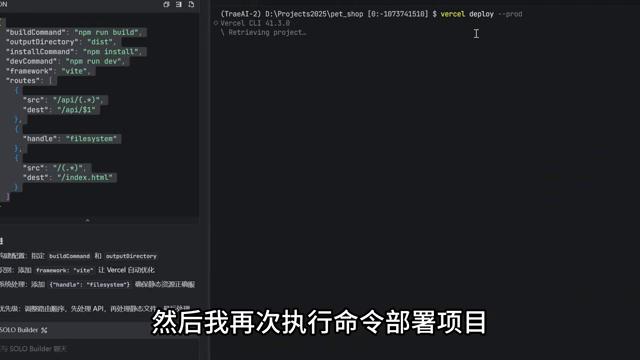 ON
"buildCommand": "npm run build",
"outputDirectory": "dist",
"installCommand": "npm install",
"devCommand": "npm run dev",
"framework": "vite",
"routes": [
{
"src": "/api/(.*)",
"dest": "/api/$1"
},
{
"handle": "filesystem"
},
{
"src": "/(.*)",
"dest": "/index.html"
}
]
构建配置: 指定 buildCommand 和 outputDirectory
识别: 添加 framework: "vite" 让 Vercel 自动优化
系统处理: 添加 {"handle": "filesystem"} 确保静态资源正确服
优先级: 调整路由顺序，先处理 API，再处理静态文件，
SOLO Builder
与 SOLO Builder 聊天
(TraeAI-2) D:\Projects2025\pet_shop [0:-1073741510] $ vercel deploy --prod
Vercel CLI 41.3.0
\ Retrieving project…
然后我再次执行命令部署项目